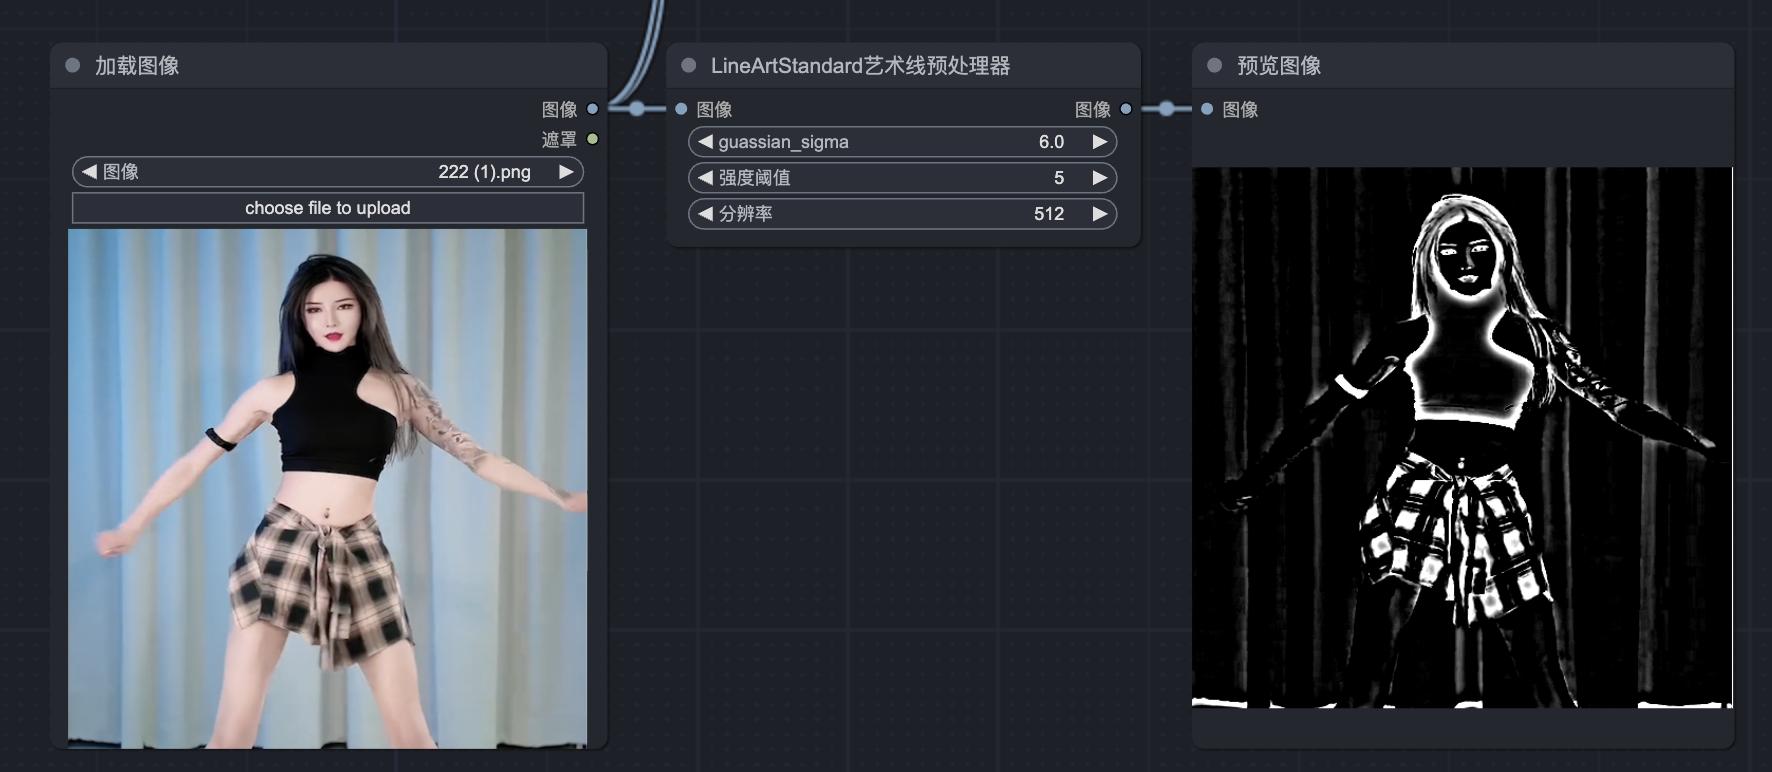 加载图像
图像
遮罩
图像 222 (1).png
choose file to upload
LineArtStandard艺术线预处理器
图像 图像
guassian_sigma 6.0
强度阈值 5
分辨率 512
预览图像
图像